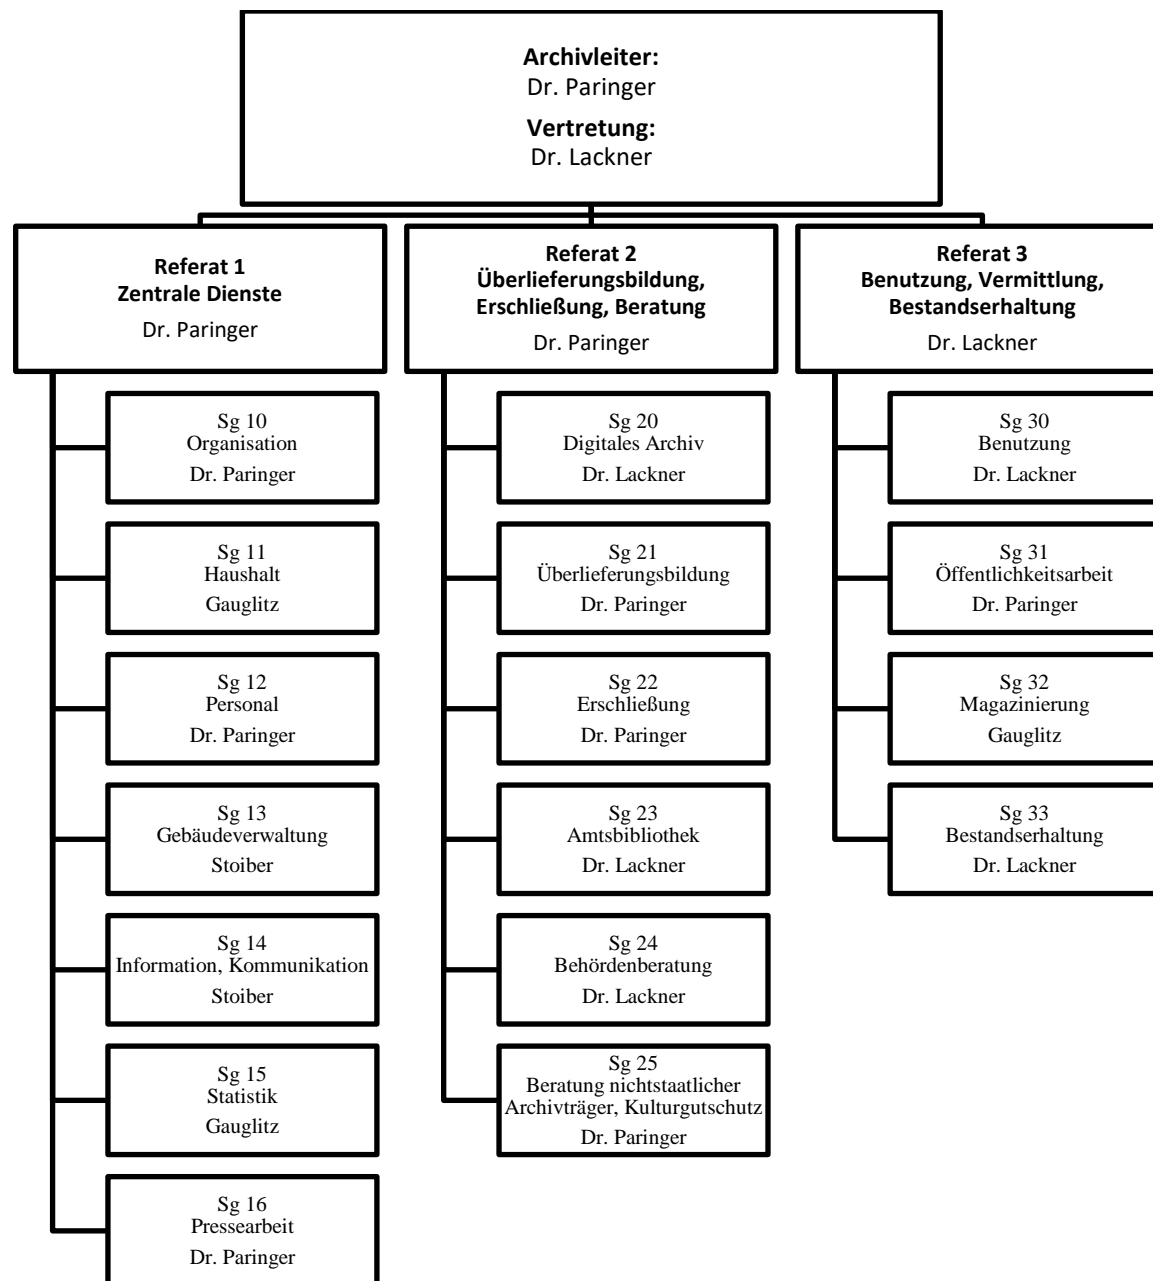 Archivleiter:
Dr. Paringer
Vertretung:
Dr. Lackner
Referat 1
Zentrale Dienste
Dr. Paringer
Sg 10
Organisation
Dr. Paringer
Sg 11
Haushalt
Gauglitz
Sg 12
Personal
Dr. Paringer
Sg 13
Gebäudeverwaltung
Stoiber
Sg 14
Information, Kommunikation
Stoiber
Sg 15
Statistik
Gauglitz
Sg 16
Pressearbeit
Dr. Paringer
Referat 2
Überlieferungsbildung,
Erschließung, Beratung
Dr. Paringer
Sg 20
Digitales Archiv
Dr. Lackner
Sg 21
Überlieferungsbildung
Dr. Paringer
Sg 22
Erschließung
Dr. Paringer
Sg 23
Amtsbibliothek
Dr. Lackner
Sg 24
Behördenberatung
Dr. Lackner
Sg 25
Beratung nichtstaatlicher
Archivträger, Kulturgutschutz
Dr. Paringer
Referat 3
Benutzung, Vermittlung,
Bestandserhaltung
Dr. Lackner
Sg 30
Benutzung
Dr. Lackner
Sg 31
Öffentlichkeitsarbeit
Dr. Paringer
Sg 32
Magazinierung
Gauglitz
Sg 33
Bestandserhaltung
Dr. Lackner